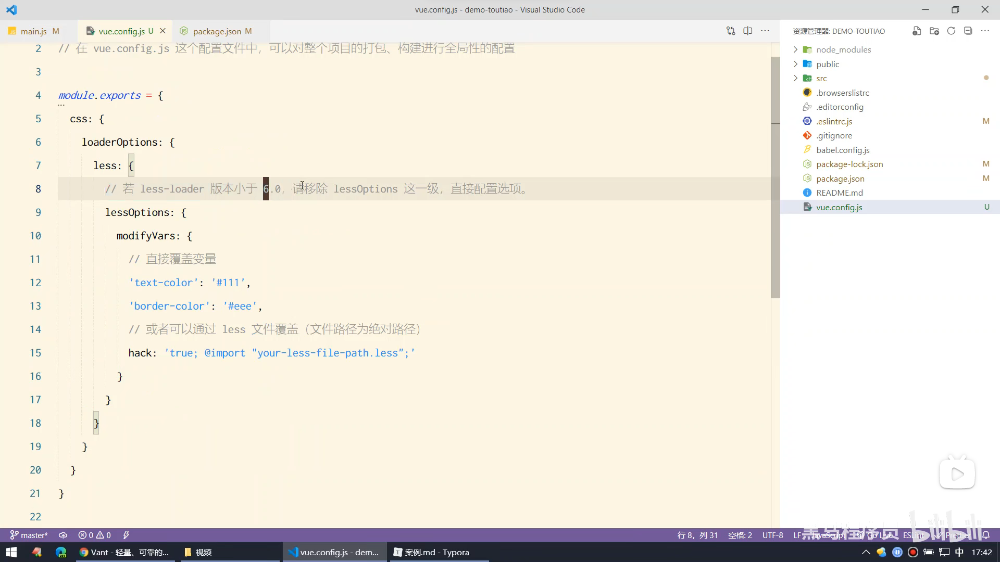 vue.config.js - demo-toutiao - Visual Studio Code
main.js M
vue.config.js U
package.json M
资源管理器: DEMO-TOUTIAO
2 // 在 vue.config.js 这个配置文件中，可以对整个项目的打包、构建进行全局性的配置
3
4 module.exports = {
5 css: {
6 loaderOptions: {
7 less: {
8 // 若 less-loader 版本小于 6.0，请移除 lessOptions 这一级，直接配置选项。
9 lessOptions: {
10 modifyVars: {
11 // 直接覆盖变量
12 'text-color': '#111',
13 'border-color': '#eee',
14 // 或者可以通过 less 文件覆盖（文件路径为绝对路径）
15 hack: 'true; @import "your-less-file-path.less";'
16 }
17 }
18 }
19 }
20 }
21 }
22
node_modules
public
src
.browserslistrc
.editorconfig
.eslintrc.js M
.gitignore
babel.config.js
package-lock.json M
package.json M
README.md
vue.config.js U
master* 0 0
行 8，列 31 空格: 2 UTF-8 LF JavaScript Go Live ESLint Prettier
黑马程序员 bilibili
Vant - 轻量、可靠的... 视频 vue.config.js - dem... 案例.md - Typora
中 17:42